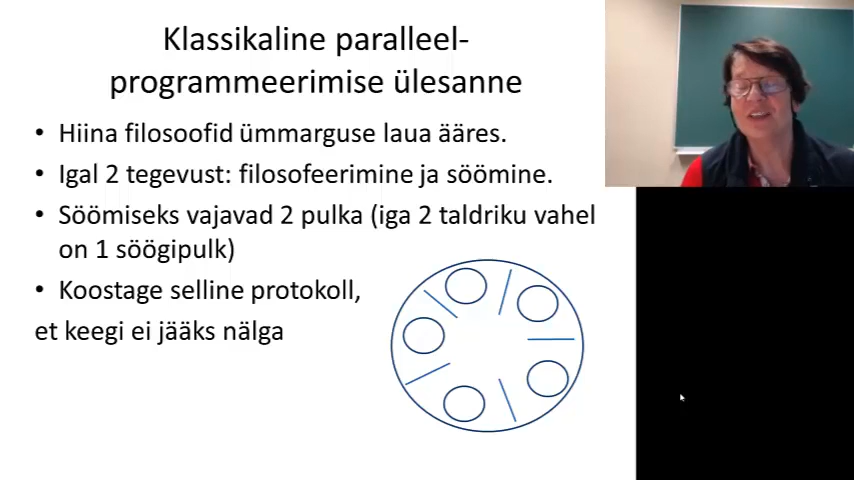 Klassikaline paralleel-
programmeerimise ülesanne
• Hiina filosoofid ümmarguse laua ääres.
• Igal 2 tegevust: filosofeerimine ja söömine.
• Söömiseks vajavad 2 pulka (iga 2 taldriku vahel
on 1 söögipulk)
• Koostage selline protokoll,
et keegi ei jääks nälga